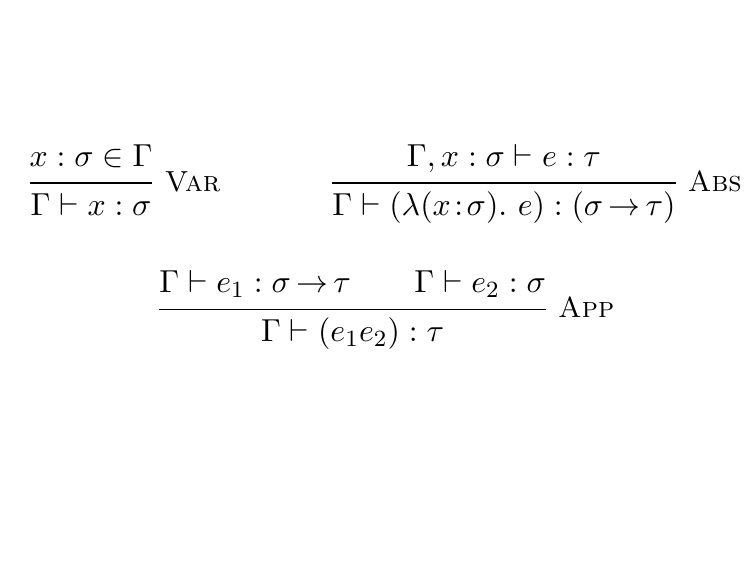 x : σ ∈ Γ
Γ ⊢ x : σ
VAR
Γ, x : σ ⊢ e : τ
Γ ⊢ (λ(x:σ). e) : (σ → τ)
ABS
Γ ⊢ e₁ : σ → τ Γ ⊢ e₂ : σ
Γ ⊢ (e₁e₂) : τ
APP